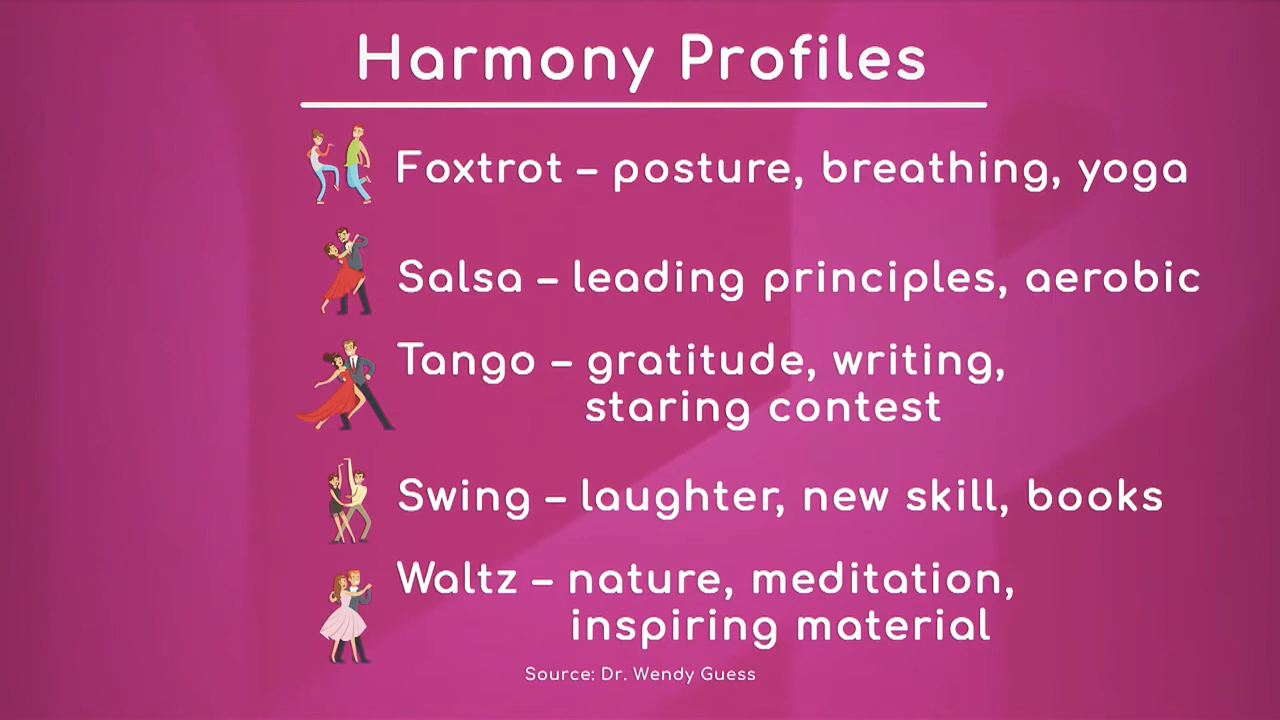 Harmony Profiles
Foxtrot – posture, breathing, yoga
Salsa – leading principles, aerobic
Tango – gratitude, writing,
staring contest
Swing – laughter, new skill, books
Waltz – nature, meditation,
inspiring material
Source: Dr. Wendy Guess